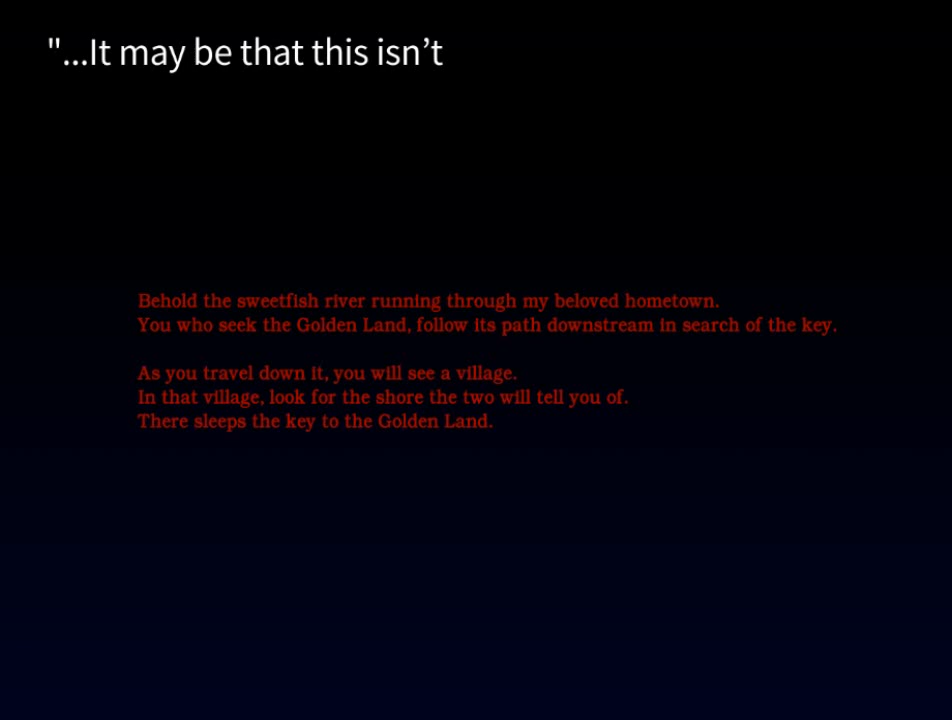 "...It may be that this isn’t
Behold the sweetfish river running through my beloved hometown.
You who seek the Golden Land, follow its path downstream in search of the key.
As you travel down it, you will see a village.
In that village, look for the shore the two will tell you of.
There sleeps the key to the Golden Land.